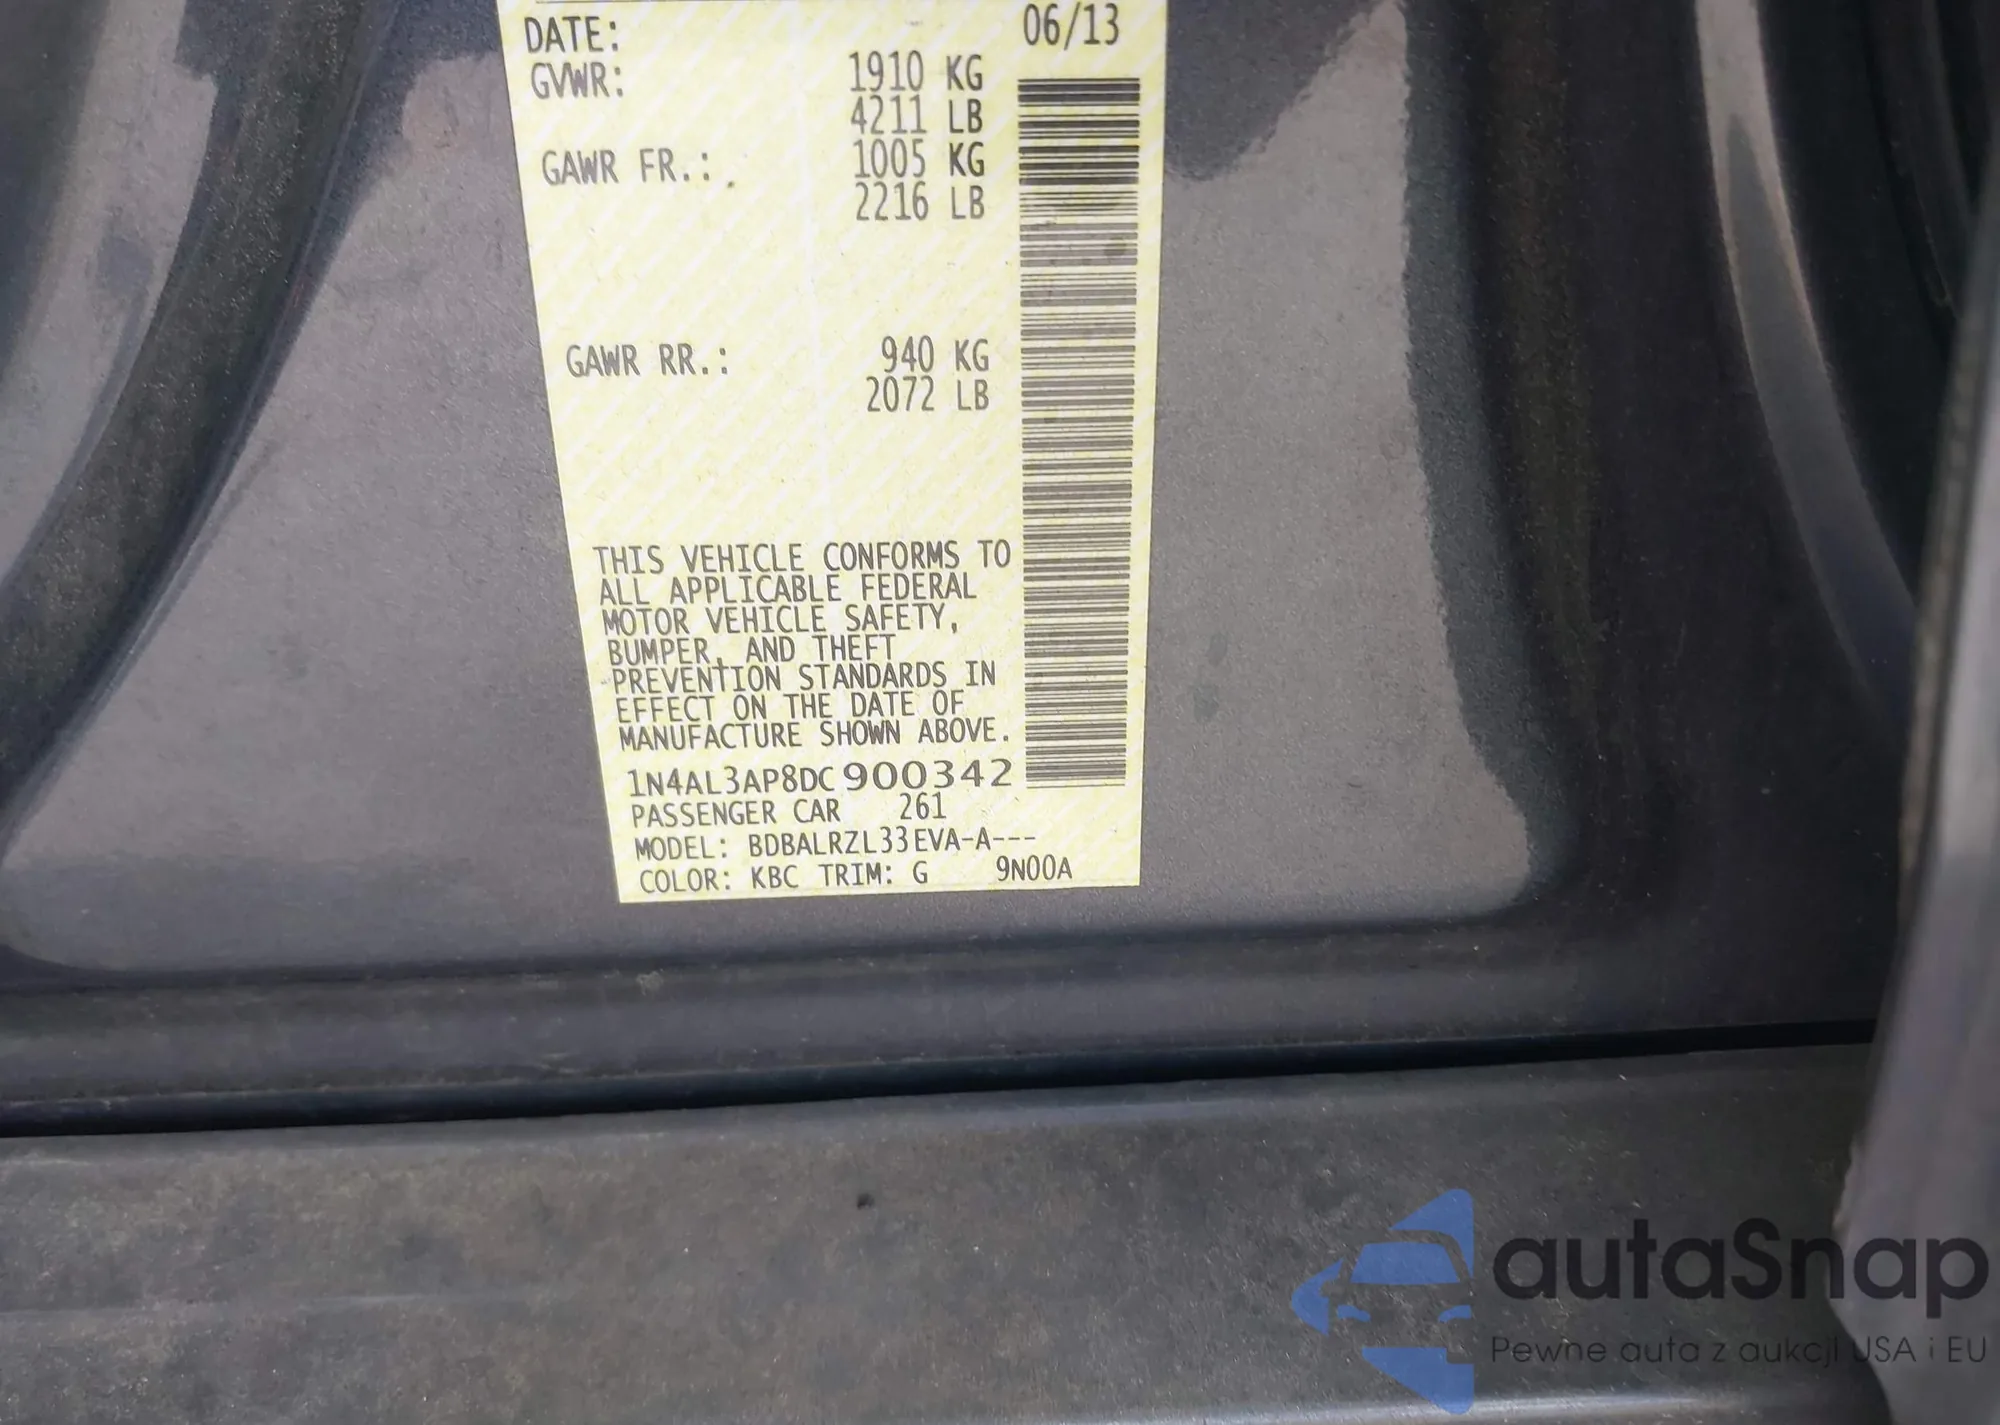 DATE: 06/13
GVWR: 1910 KG
4211 LB
GAWR FR.: 1005 KG
2216 LB
GAWR RR.: 940 KG
2072 LB
THIS VEHICLE CONFORMS TO
ALL APPLICABLE FEDERAL
MOTOR VEHICLE SAFETY,
BUMPER, AND THEFT
PREVENTION STANDARDS IN
EFFECT ON THE DATE OF
MANUFACTURE SHOWN ABOVE.
1N4AL3AP8DC900342
PASSENGER CAR 261
MODEL: BDBALRZL33EVA-A---
COLOR: KBC TRIM: G 9N00A
autaSnap
Pewne auta z aukcji USA i EU